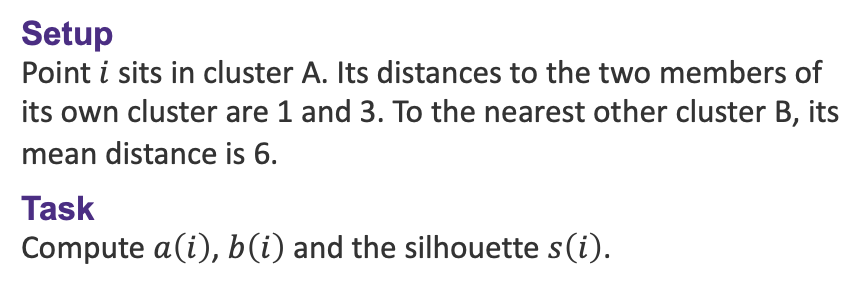 Setup
Point i sits in cluster A. Its distances to the two members of
its own cluster are 1 and 3. To the nearest other cluster B, its
mean distance is 6.
Task
Compute a(i), b(i) and the silhouette s(i).